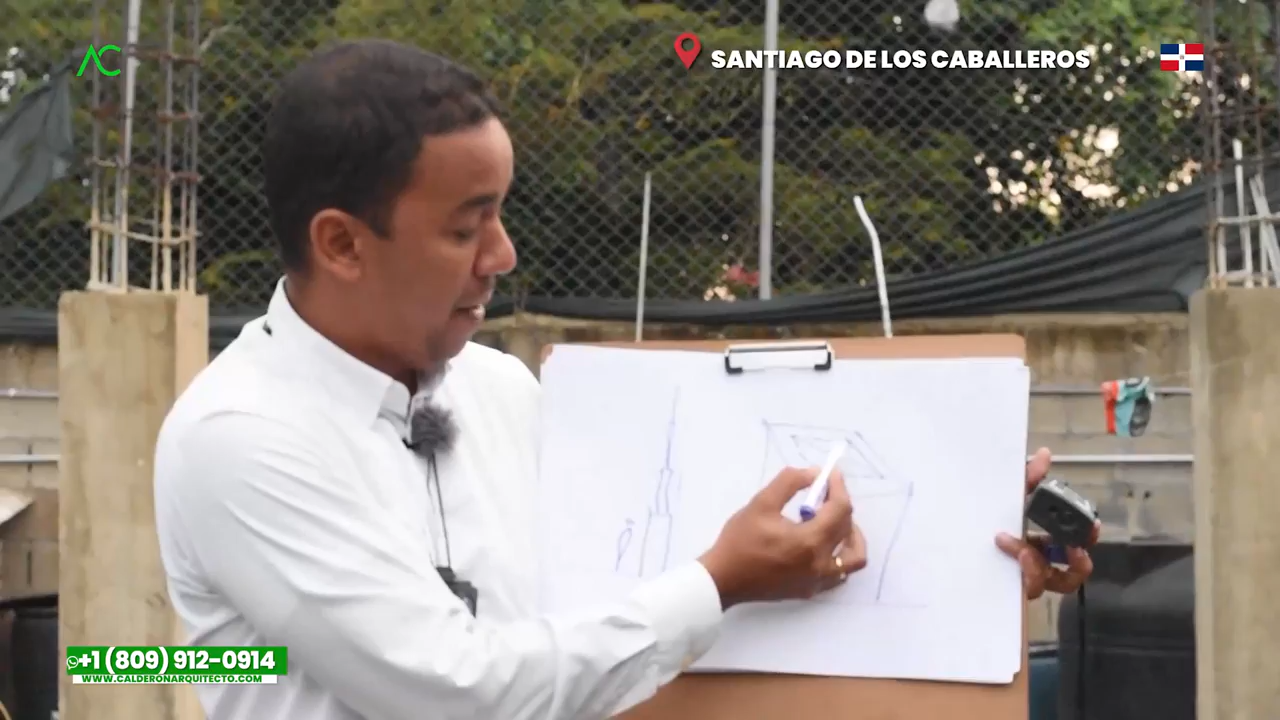 AC
SANTIAGO DE LOS CABALLEROS
+1 (809) 912-0914
WWW.CALDERONARQUITECTO.COM